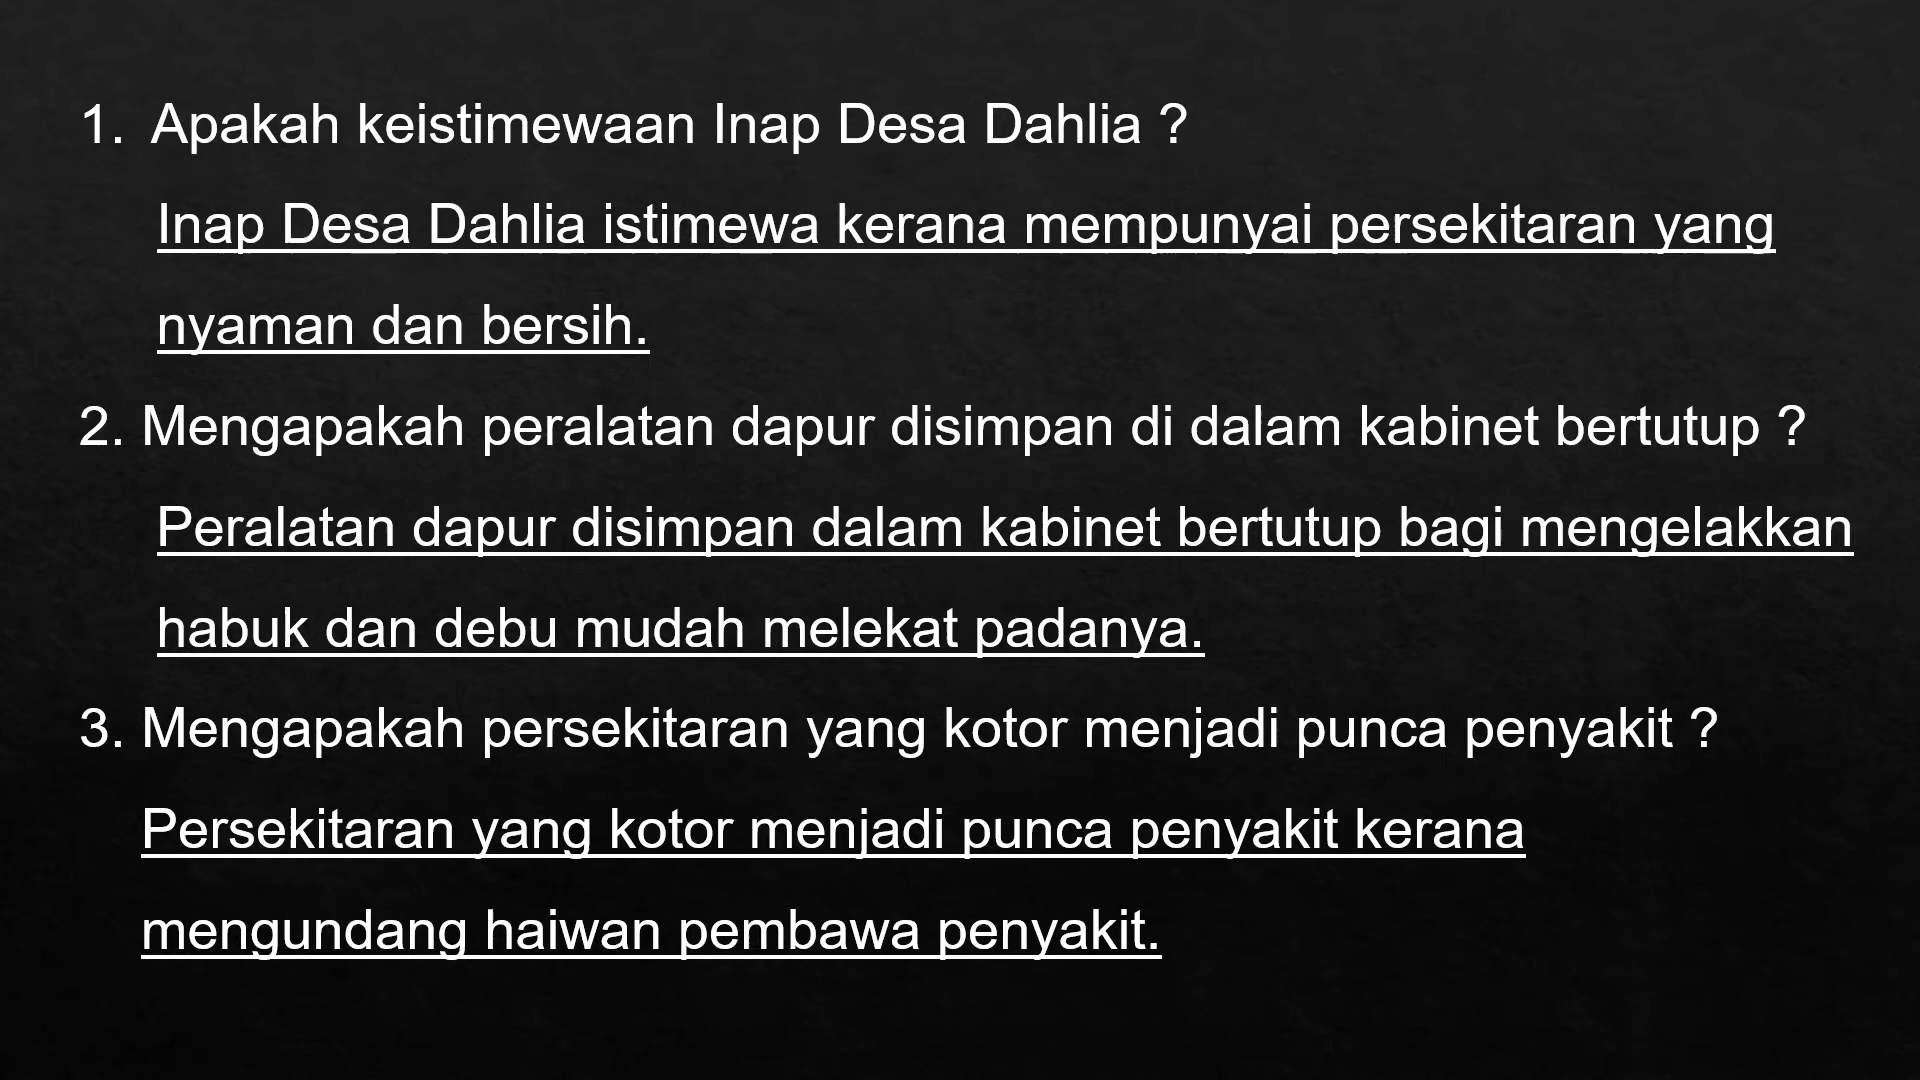 1. Apakah keistimewaan Inap Desa Dahlia ?
Inap Desa Dahlia istimewa kerana mempunyai persekitaran yang
nyaman dan bersih.
2. Mengapakah peralatan dapur disimpan di dalam kabinet bertutup ?
Peralatan dapur disimpan dalam kabinet bertutup bagi mengelakkan
habuk dan debu mudah melekat padanya.
3. Mengapakah persekitaran yang kotor menjadi punca penyakit ?
Persekitaran yang kotor menjadi punca penyakit kerana
mengundang haiwan pembawa penyakit.